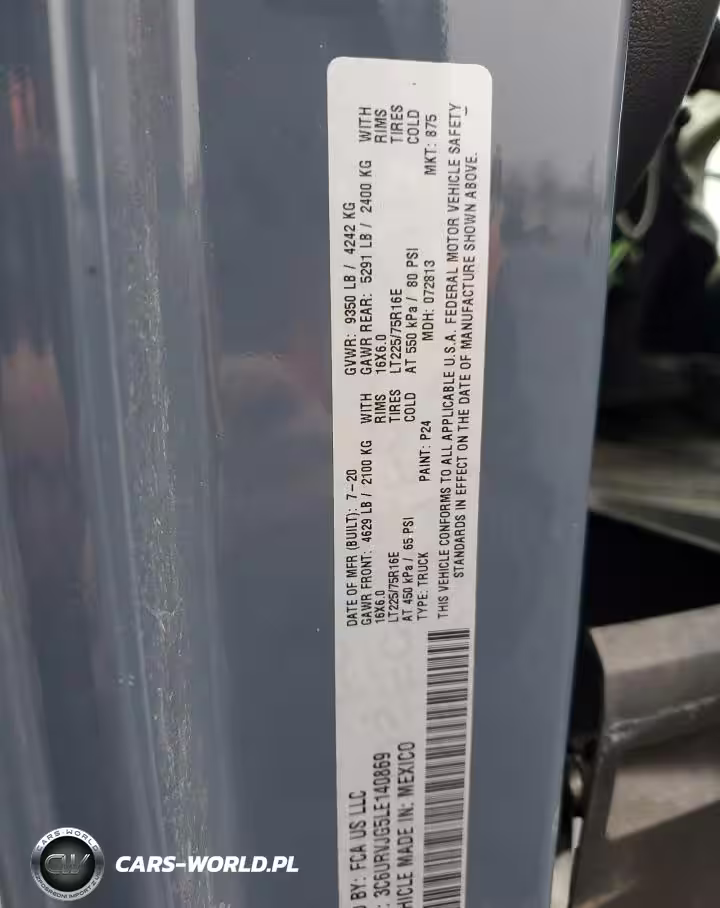 DATE OF MFR (BUILT): 7-20 GVWR: 9350 LB / 4242 KG
GAWR FRONT: 4629 LB / 2100 KG WITH GAWR REAR: 5291 LB / 2400 KG WITH
16X6.0 RIMS 16X6.0 RIMS
LT225/75R16E TIRES LT225/75R16E TIRES
AT 450 kPa / 65 PSI COLD AT 550 kPa / 80 PSI COLD
TYPE: TRUCK PAINT: P24 MDH: 072813 MKT: 875
THIS VEHICLE CONFORMS TO ALL APPLICABLE U.S.A. FEDERAL MOTOR VEHICLE SAFETY
STANDARDS IN EFFECT ON THE DATE OF MANUFACTURE SHOWN ABOVE.
BY: FCA US LLC
3C6URVJG5LE140869
HICLE MADE IN: MEXICO
CARS-WORLD
CW
CARS-WORLD.PL